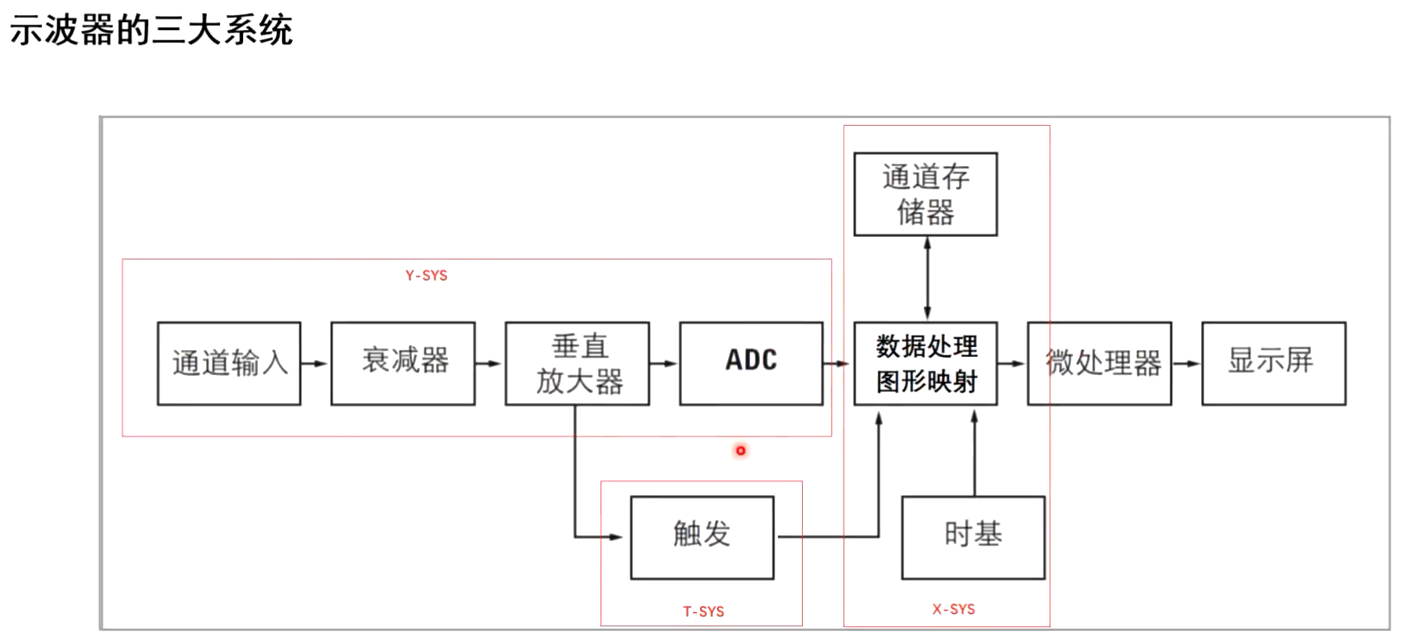 示波器的三大系统
通道存
储器
Y-SYS
通道输入
衰减器
垂直
放大器
ADC
数据处理
图形映射
微处理器
显示屏
触发
时基
T-SYS
X-SYS